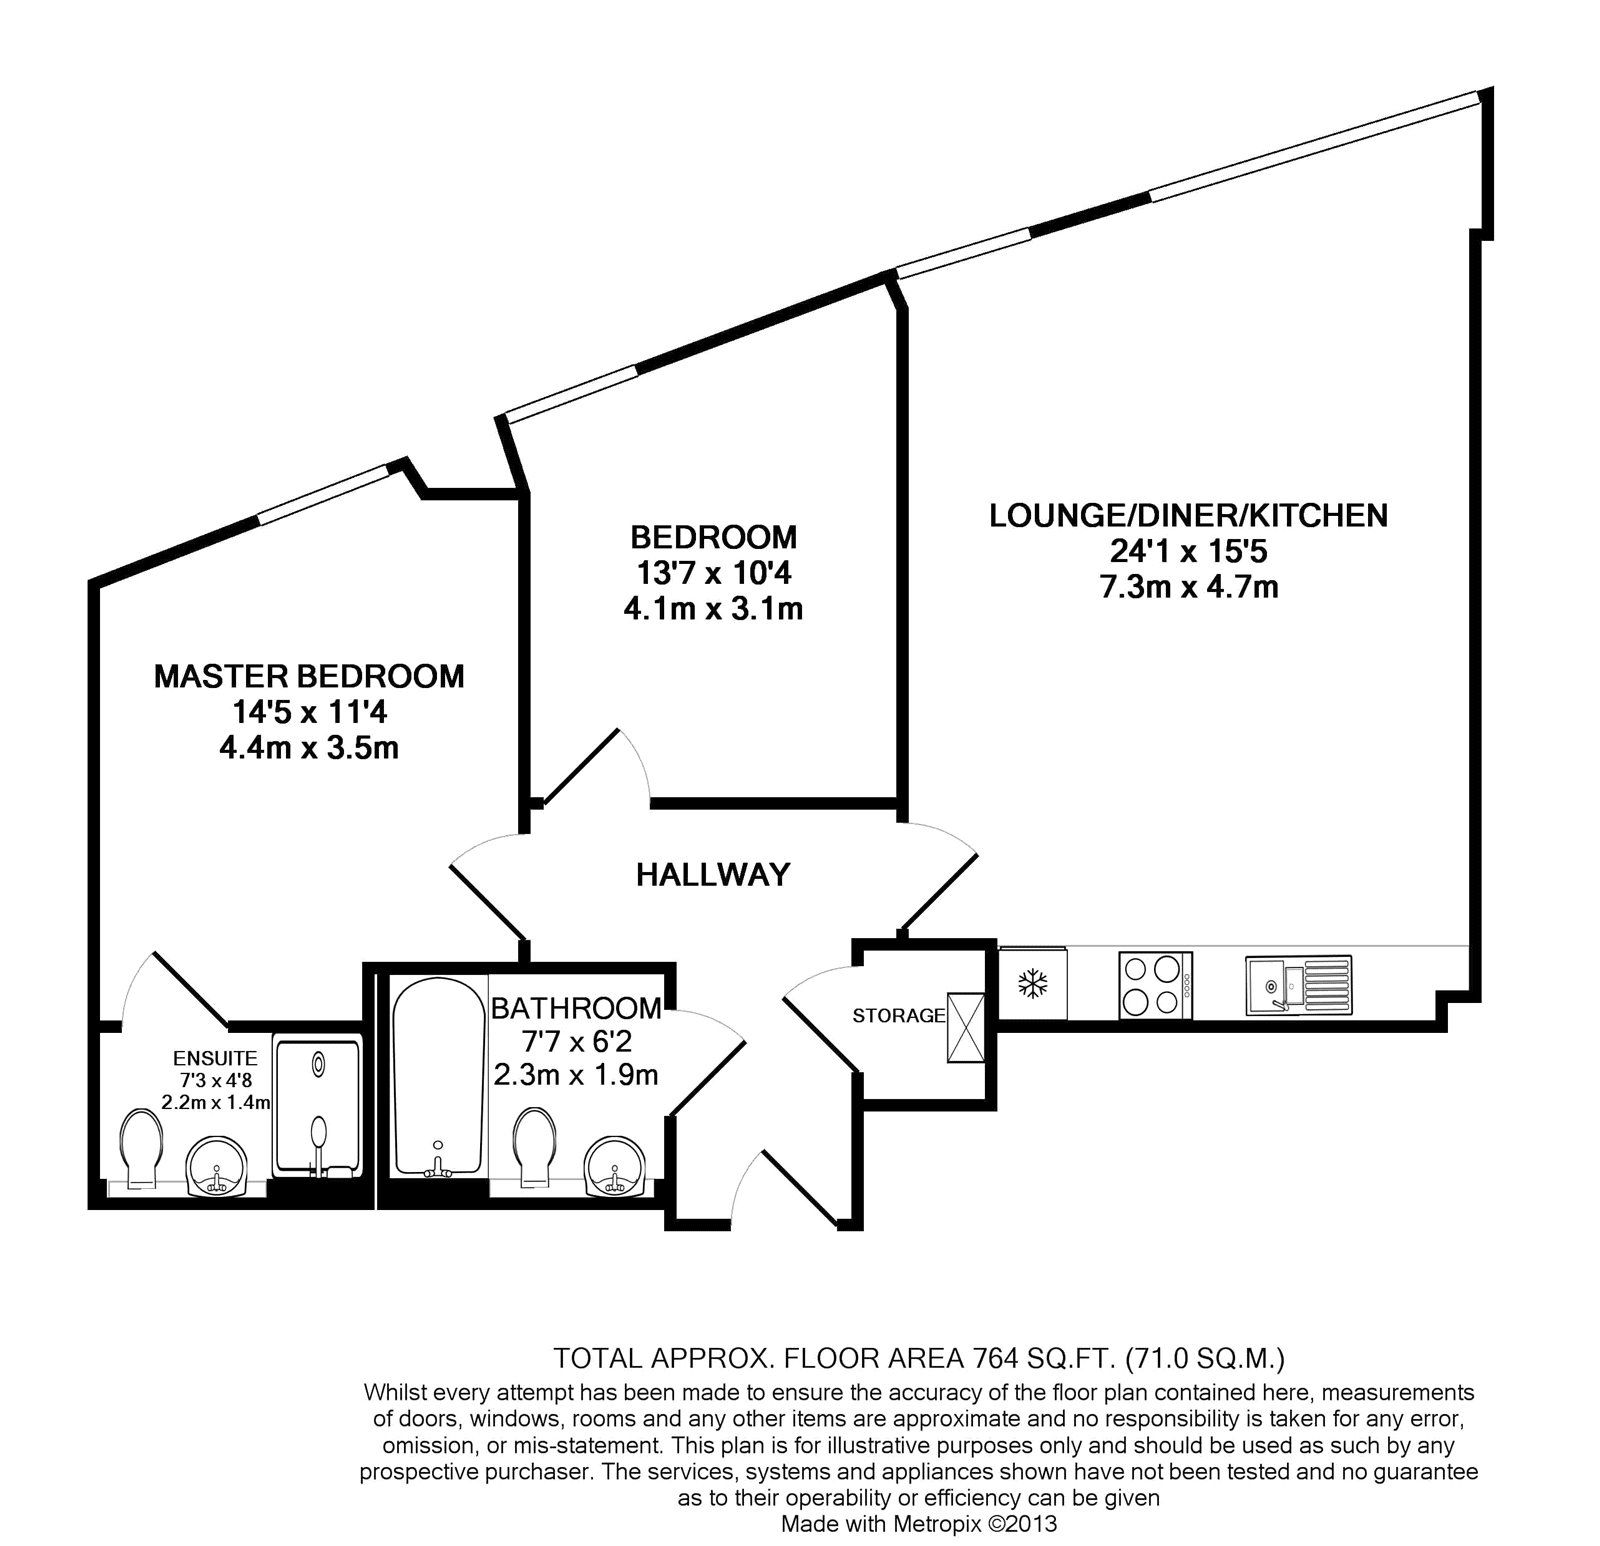 LOUNGE/DINER/KITCHEN
24'1 x 15'5
7.3m x 4.7m
BEDROOM
13'7 x 10'4
4.1m x 3.1m
MASTER BEDROOM
14'5 x 11'4
4.4m x 3.5m
HALLWAY
BATHROOM
7'7 x 6'2
2.3m x 1.9m
STORAGE
ENSUITE
7'3 x 4'8
2.2m x 1.4m
TOTAL APPROX. FLOOR AREA 764 SQ.FT. (71.0 SQ.M.)
Whilst every attempt has been made to ensure the accuracy of the floor plan contained here, measurements
of doors, windows, rooms and any other items are approximate and no responsibility is taken for any error,
omission, or mis-statement. This plan is for illustrative purposes only and should be used as such by any
prospective purchaser. The services, systems and appliances shown have not been tested and no guarantee
as to their operability or efficiency can be given
Made with Metropix ©2013